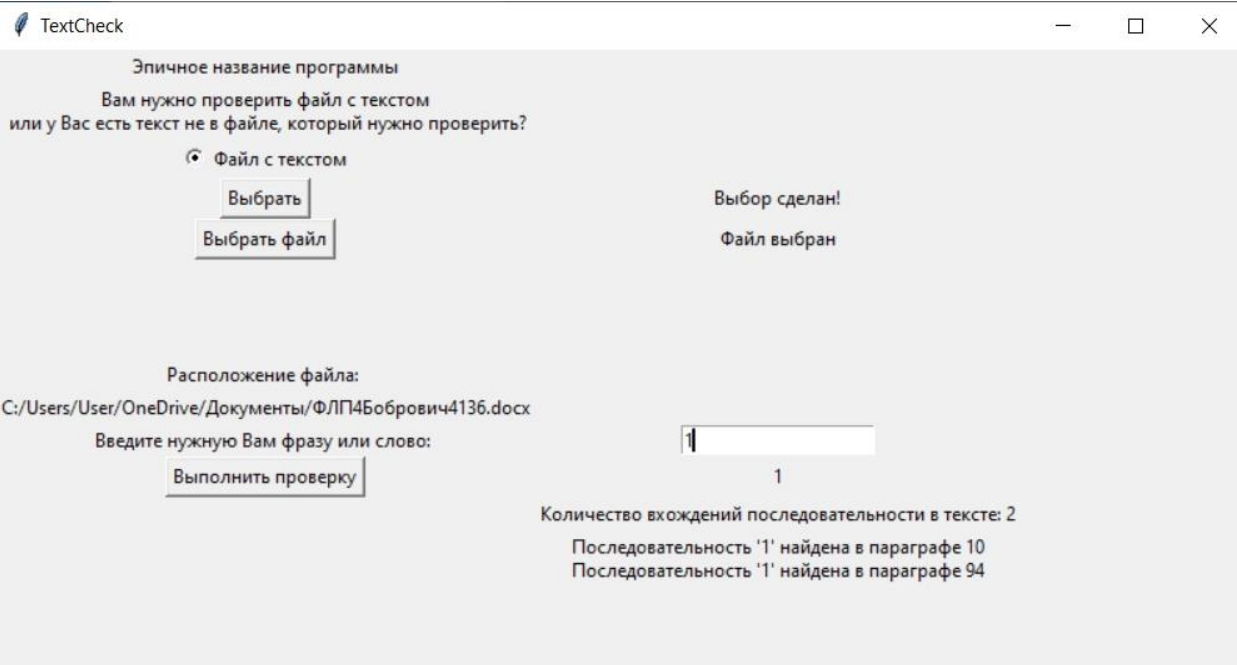 TextCheck
Эпичное название программы
Вам нужно проверить файл с текстом
или у Вас есть текст не в файле, который нужно проверить?
Файл с текстом
Выбрать
Выбор сделан!
Выбрать файл
Файл выбран
Расположение файла:
C:/Users/User/OneDrive/Документы/ФЛП4Бобрович4136.docx
Введите нужную Вам фразу или слово:
1
Выполнить проверку
1
Количество вхождений последовательности в тексте: 2
Последовательность '1' найдена в параграфе 10
Последовательность '1' найдена в параграфе 94